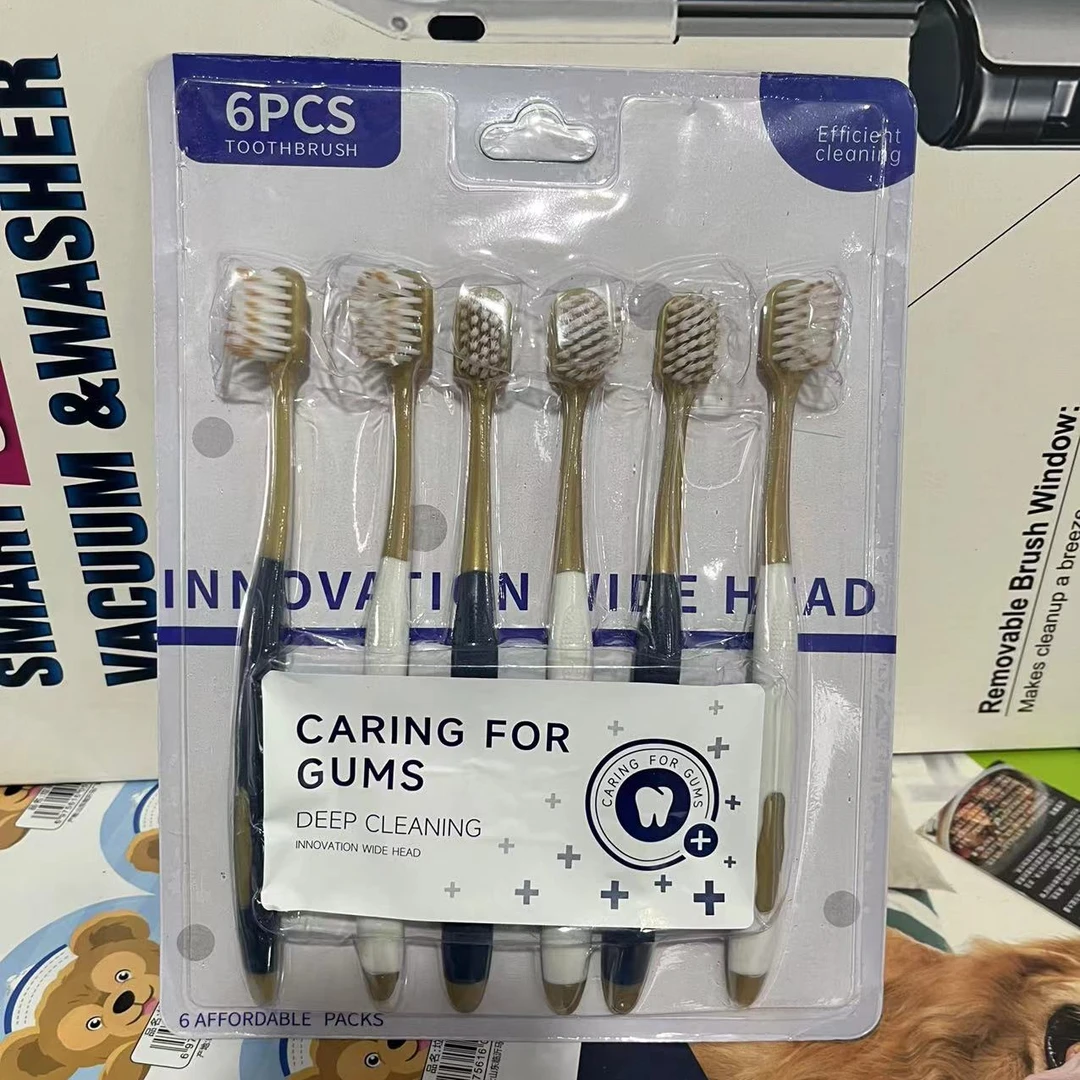 6PCS
TOOTHBRUSH
Efficient
cleaning
INNOVATION WIDE HEAD
CARING FOR
GUMS
DEEP CLEANING
INNOVATION WIDE HEAD
CARING FOR GUMS
6 AFFORDABLE PACKS
SMART
VACUUM &WASHER
Removable Brush Window:
Makes cleanup a breeze